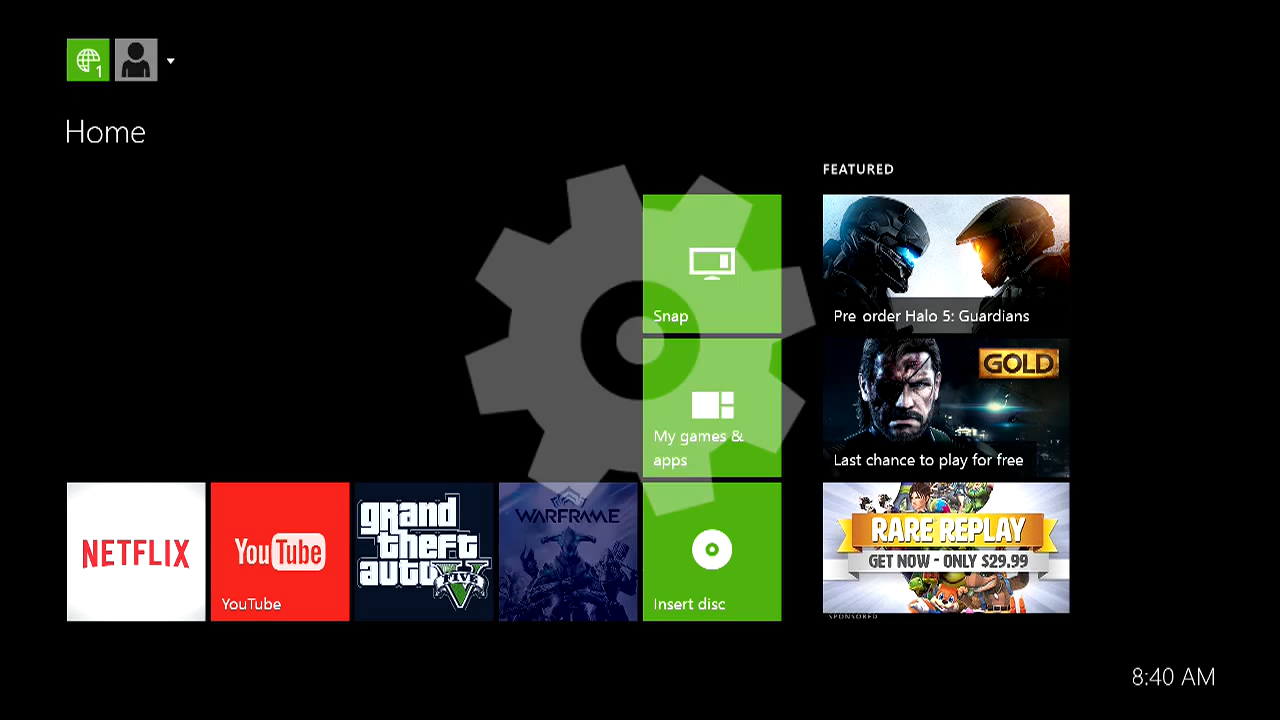 1
Home
FEATURED
Snap
Pre-order Halo 5: Guardians
GOLD
My games &
apps
Last chance to play for free
NETFLIX
YouTube
YouTube
grand
theft
auto
FIVE
WARFRAME
Insert disc
RARE REPLAY
GET NOW - ONLY $29.99
SPONSORED
8:40 AM